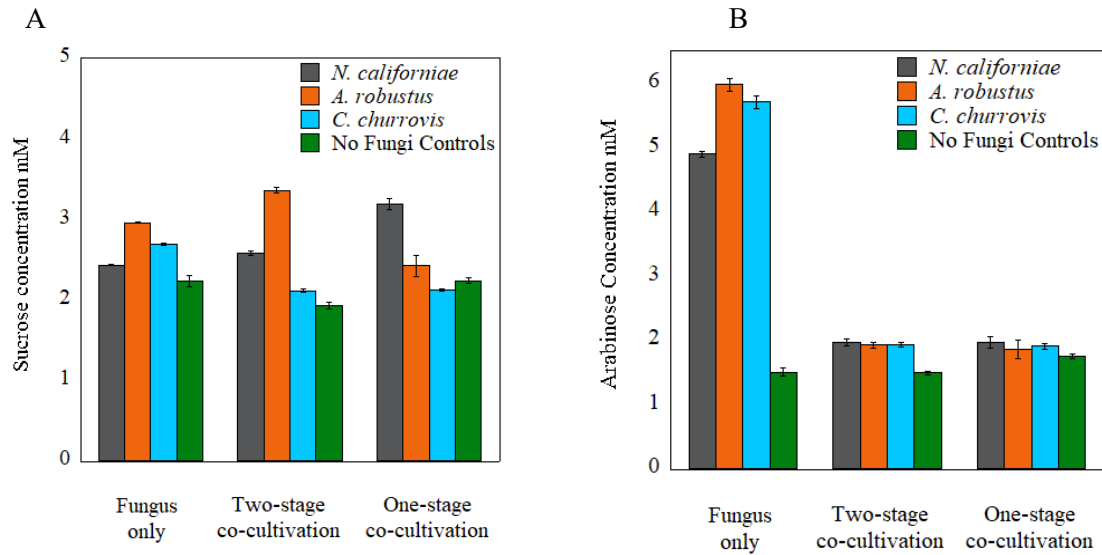 A
Sucrose concentration mM
5
4
3
2
1
0
N. californiae
A. robustus
C. churrovis
No Fungi Controls
Fungus
only
Two-stage
co-cultivation
One-stage
co-cultivation
B
Arabinose Concentration mM
6
5
4
3
2
1
0
N. californiae
A. robustus
C. churrovis
No Fungi Controls
Fungus
only
Two-stage
co-cultivation
One-stage
co-cultivation